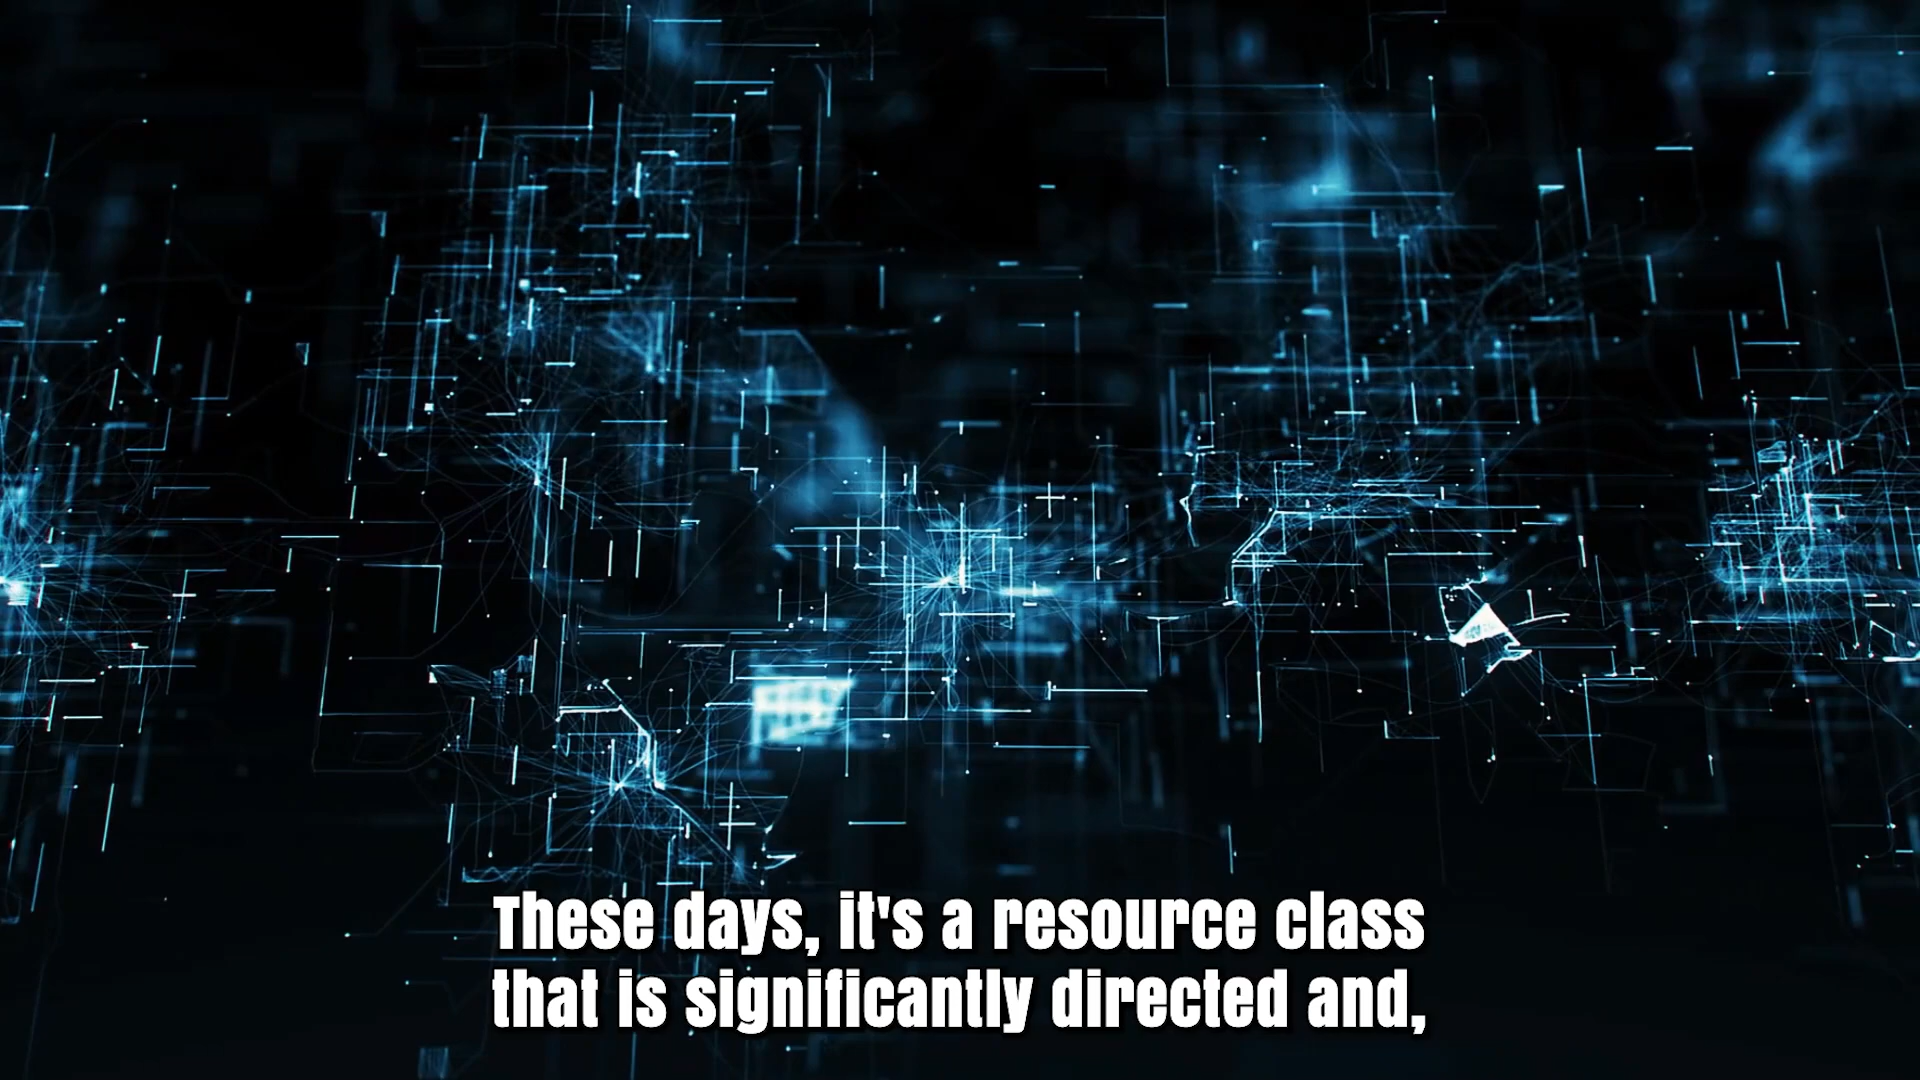 These days, it's a resource class
that is significantly directed and,